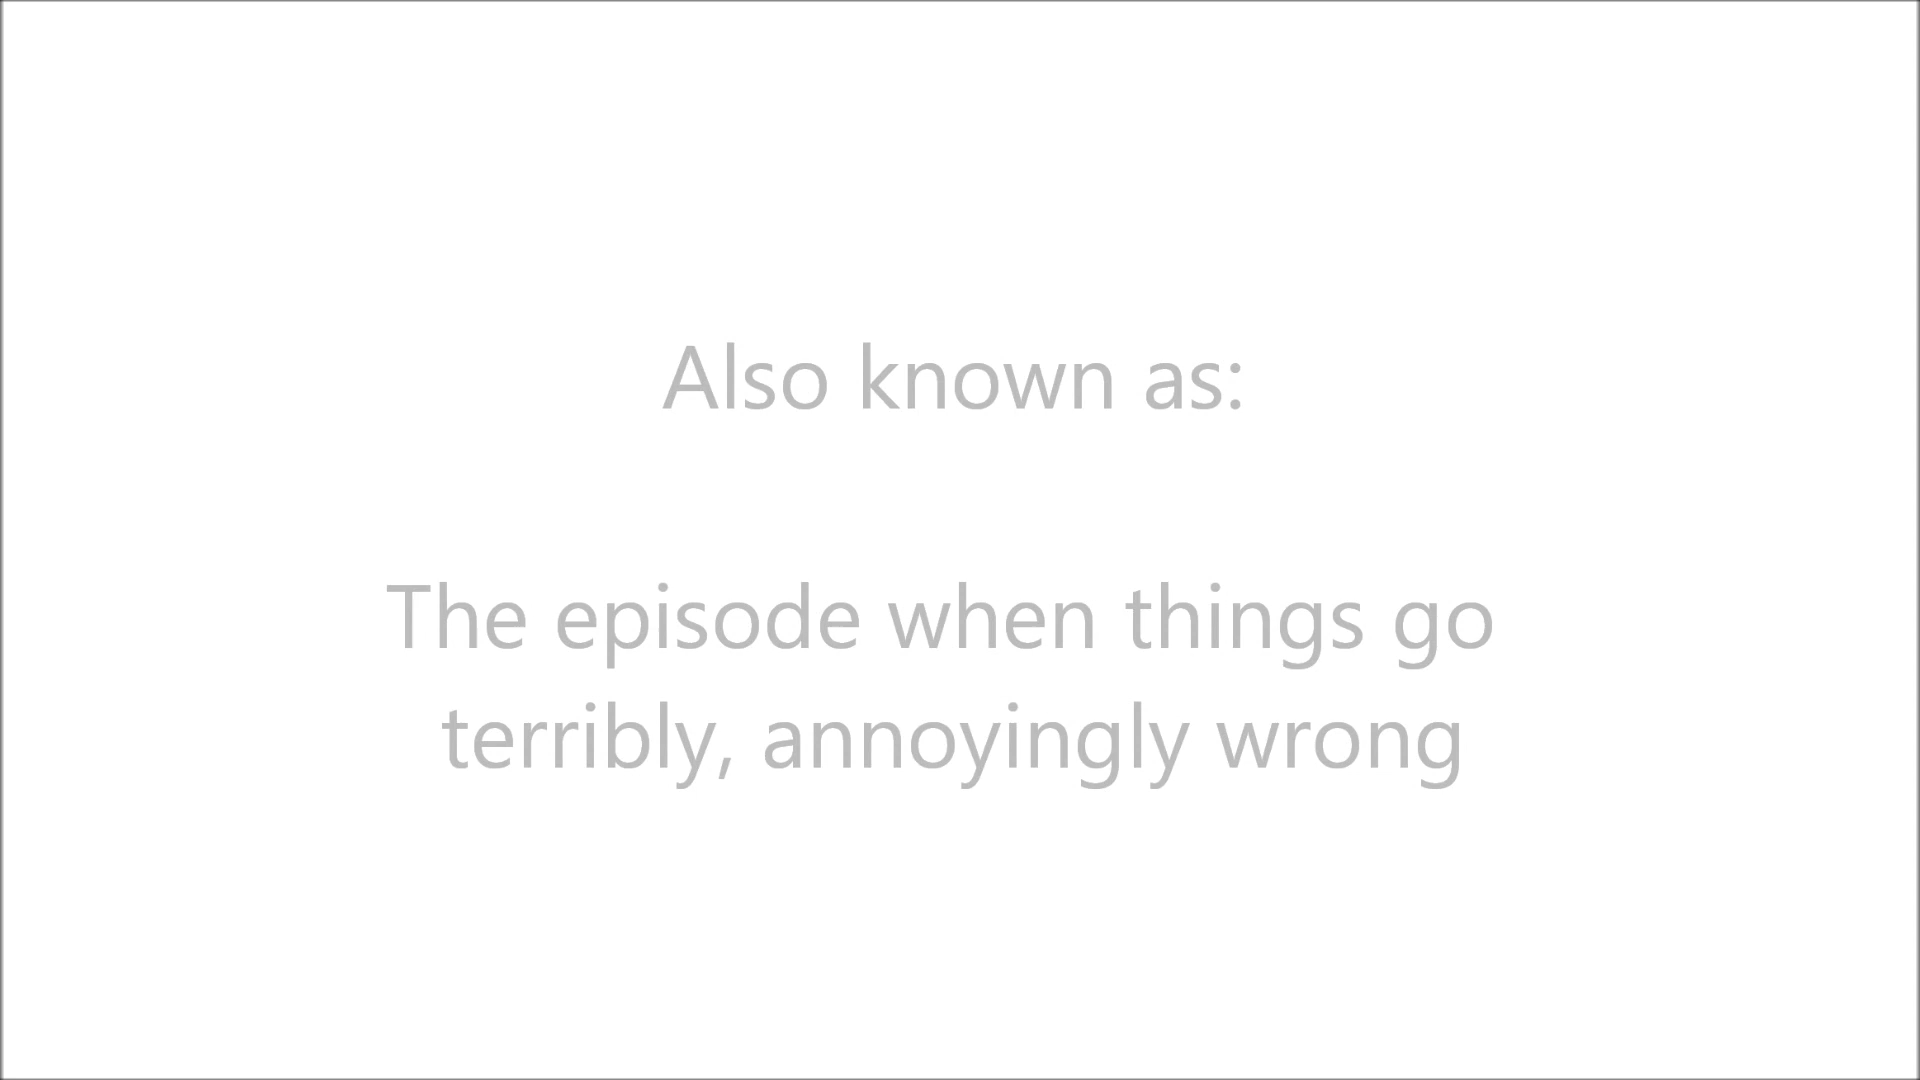 Also known as:
The episode when things go
terribly, annoyingly wrong